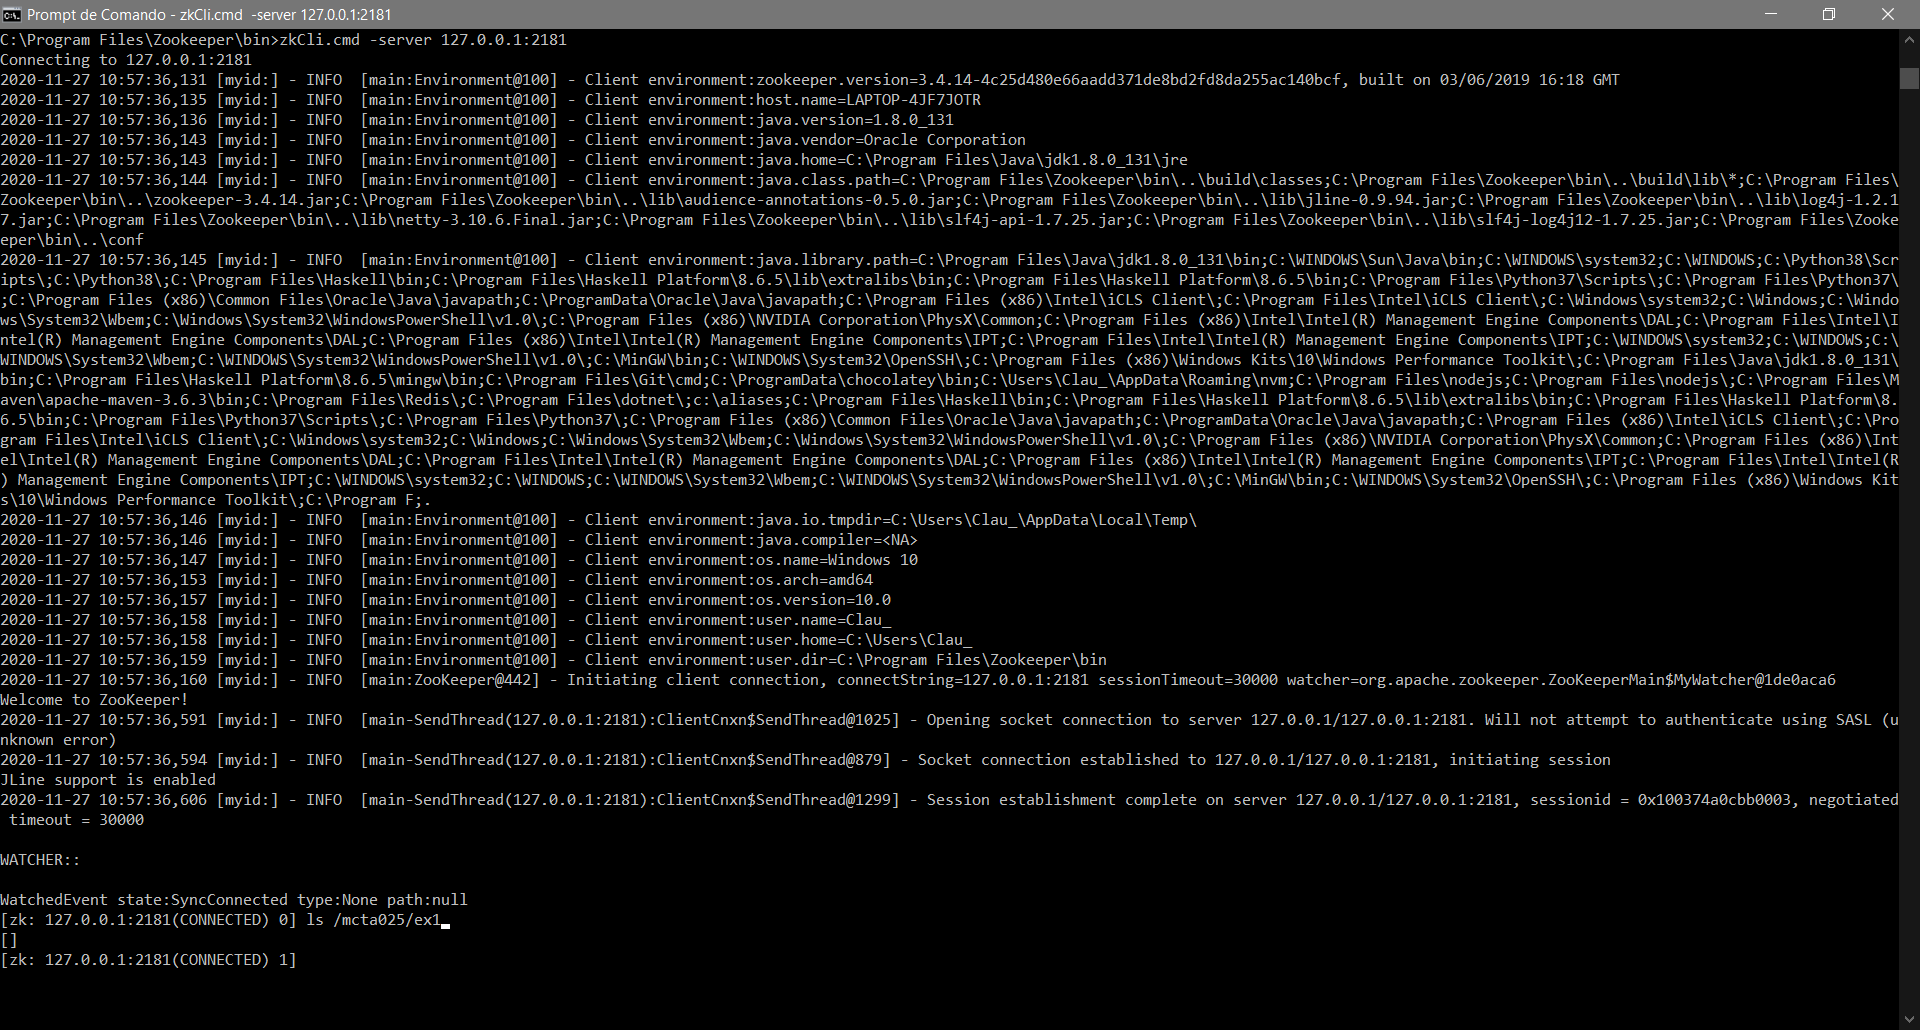 Prompt de Comando - zkCli.cmd  -server 127.0.0.1:2181
C:\Program Files\Zookeeper\bin>zkCli.cmd -server 127.0.0.1:2181
Connecting to 127.0.0.1:2181
2020-11-27 10:57:36,131 [myid:] - INFO  [main:Environment@100] - Client environment:zookeeper.version=3.4.14-4c25d480e66aadd371de8bd2fd8da255ac140bcf, built on 03/06/2019 16:18 GMT
2020-11-27 10:57:36,135 [myid:] - INFO  [main:Environment@100] - Client environment:host.name=LAPTOP-4JF7JOTR
2020-11-27 10:57:36,136 [myid:] - INFO  [main:Environment@100] - Client environment:java.version=1.8.0_131
2020-11-27 10:57:36,143 [myid:] - INFO  [main:Environment@100] - Client environment:java.vendor=Oracle Corporation
2020-11-27 10:57:36,143 [myid:] - INFO  [main:Environment@100] - Client environment:java.home=C:\Program Files\Java\jdk1.8.0_131\jre
2020-11-27 10:57:36,144 [myid:] - INFO  [main:Environment@100] - Client environment:java.class.path=C:\Program Files\Zookeeper\bin\..\build\classes;C:\Program Files\Zookeeper\bin\..\build\lib\*;C:\Program Files\
Zookeeper\bin\..\zookeeper-3.4.14.jar;C:\Program Files\Zookeeper\bin\..\lib\audience-annotations-0.5.0.jar;C:\Program Files\Zookeeper\bin\..\lib\jline-0.9.94.jar;C:\Program Files\Zookeeper\bin\..\lib\log4j-1.2.1
7.jar;C:\Program Files\Zookeeper\bin\..\lib\netty-3.10.6.Final.jar;C:\Program Files\Zookeeper\bin\..\lib\slf4j-api-1.7.25.jar;C:\Program Files\Zookeeper\bin\..\lib\slf4j-log4j12-1.7.25.jar;C:\Program Files\Zooke
eper\bin\..\conf
2020-11-27 10:57:36,145 [myid:] - INFO  [main:Environment@100] - Client environment:java.library.path=C:\Program Files\Java\jdk1.8.0_131\bin;C:\WINDOWS\Sun\Java\bin;C:\WINDOWS\system32;C:\WINDOWS;C:\Python38\Scr
ipts\;C:\Python38\;C:\Program Files\Haskell\bin;C:\Program Files\Haskell Platform\8.6.5\lib\extralibs\bin;C:\Program Files\Haskell Platform\8.6.5\bin;C:\Program Files\Python37\Scripts\;C:\Program Files\Python37\
;C:\Program Files (x86)\Common Files\Oracle\Java\javapath;C:\ProgramData\Oracle\Java\javapath;C:\Program Files (x86)\Intel\iCLS Client\;C:\Program Files\Intel\iCLS Client\;C:\Windows\system32;C:\Windows;C:\Windo
ws\System32\Wbem;C:\Windows\System32\WindowsPowerShell\v1.0\;C:\Program Files (x86)\NVIDIA Corporation\PhysX\Common;C:\Program Files (x86)\Intel\Intel(R) Management Engine Components\DAL;C:\Program Files\Intel\I
ntel(R) Management Engine Components\DAL;C:\Program Files (x86)\Intel\Intel(R) Management Engine Components\IPT;C:\Program Files\Intel\Intel(R) Management Engine Components\IPT;C:\WINDOWS\system32;C:\WINDOWS;C:\
WINDOWS\System32\Wbem;C:\WINDOWS\System32\WindowsPowerShell\v1.0\;C:\MinGW\bin;C:\WINDOWS\System32\OpenSSH\;C:\Program Files (x86)\Windows Kits\10\Windows Performance Toolkit\;C:\Program Files\Java\jdk1.8.0_131\
bin;C:\Program Files\Haskell Platform\8.6.5\mingw\bin;C:\Program Files\Git\cmd;C:\ProgramData\chocolatey\bin;C:\Users\Clau_\AppData\Roaming\nvm;C:\Program Files\nodejs;C:\Program Files\nodejs\;C:\Program Files\M
aven\apache-maven-3.6.3\bin;C:\Program Files\Redis\;C:\Program Files\dotnet\;c:\aliases;C:\Program Files\Haskell\bin;C:\Program Files\Haskell Platform\8.6.5\lib\extralibs\bin;C:\Program Files\Haskell Platform\8.
6.5\bin;C:\Program Files\Python37\Scripts\;C:\Program Files\Python37\;C:\Program Files (x86)\Common Files\Oracle\Java\javapath;C:\ProgramData\Oracle\Java\javapath;C:\Program Files (x86)\Intel\iCLS Client\;C:\Pro
gram Files\Intel\iCLS Client\;C:\Windows\system32;C:\Windows;C:\Windows\System32\Wbem;C:\Windows\System32\WindowsPowerShell\v1.0\;C:\Program Files (x86)\NVIDIA Corporation\PhysX\Common;C:\Program Files (x86)\Int
el\Intel(R) Management Engine Components\DAL;C:\Program Files\Intel\Intel(R) Management Engine Components\DAL;C:\Program Files (x86)\Intel\Intel(R) Management Engine Components\IPT;C:\Program Files\Intel\Intel(R
) Management Engine Components\IPT;C:\WINDOWS\system32;C:\WINDOWS;C:\WINDOWS\System32\Wbem;C:\WINDOWS\System32\WindowsPowerShell\v1.0\;C:\MinGW\bin;C:\WINDOWS\System32\OpenSSH\;C:\Program Files (x86)\Windows Kit
s\10\Windows Performance Toolkit\;C:\Program F;.
2020-11-27 10:57:36,146 [myid:] - INFO  [main:Environment@100] - Client environment:java.io.tmpdir=C:\Users\Clau_\AppData\Local\Temp\
2020-11-27 10:57:36,146 [myid:] - INFO  [main:Environment@100] - Client environment:java.compiler=<NA>
2020-11-27 10:57:36,147 [myid:] - INFO  [main:Environment@100] - Client environment:os.name=Windows 10
2020-11-27 10:57:36,153 [myid:] - INFO  [main:Environment@100] - Client environment:os.arch=amd64
2020-11-27 10:57:36,157 [myid:] - INFO  [main:Environment@100] - Client environment:os.version=10.0
2020-11-27 10:57:36,158 [myid:] - INFO  [main:Environment@100] - Client environment:user.name=Clau_
2020-11-27 10:57:36,158 [myid:] - INFO  [main:Environment@100] - Client environment:user.home=C:\Users\Clau_
2020-11-27 10:57:36,159 [myid:] - INFO  [main:Environment@100] - Client environment:user.dir=C:\Program Files\Zookeeper\bin
2020-11-27 10:57:36,160 [myid:] - INFO  [main:ZooKeeper@442] - Initiating client connection, connectString=127.0.0.1:2181 sessionTimeout=30000 watcher=org.apache.zookeeper.ZooKeeperMain$MyWatcher@1de0aca6
Welcome to ZooKeeper!
2020-11-27 10:57:36,591 [myid:] - INFO  [main-SendThread(127.0.0.1:2181):ClientCnxn$SendThread@1025] - Opening socket connection to server 127.0.0.1/127.0.0.1:2181. Will not attempt to authenticate using SASL (u
nknown error)
2020-11-27 10:57:36,594 [myid:] - INFO  [main-SendThread(127.0.0.1:2181):ClientCnxn$SendThread@879] - Socket connection established to 127.0.0.1/127.0.0.1:2181, initiating session
JLine support is enabled
2020-11-27 10:57:36,606 [myid:] - INFO  [main-SendThread(127.0.0.1:2181):ClientCnxn$SendThread@1299] - Session establishment complete on server 127.0.0.1/127.0.0.1:2181, sessionid = 0x100374a0cbb0003, negotiated
 timeout = 30000
WATCHER::
WatchedEvent state:SyncConnected type:None path:null
[zk: 127.0.0.1:2181(CONNECTED) 0] ls /mcta025/ex1
[]
[zk: 127.0.0.1:2181(CONNECTED) 1]